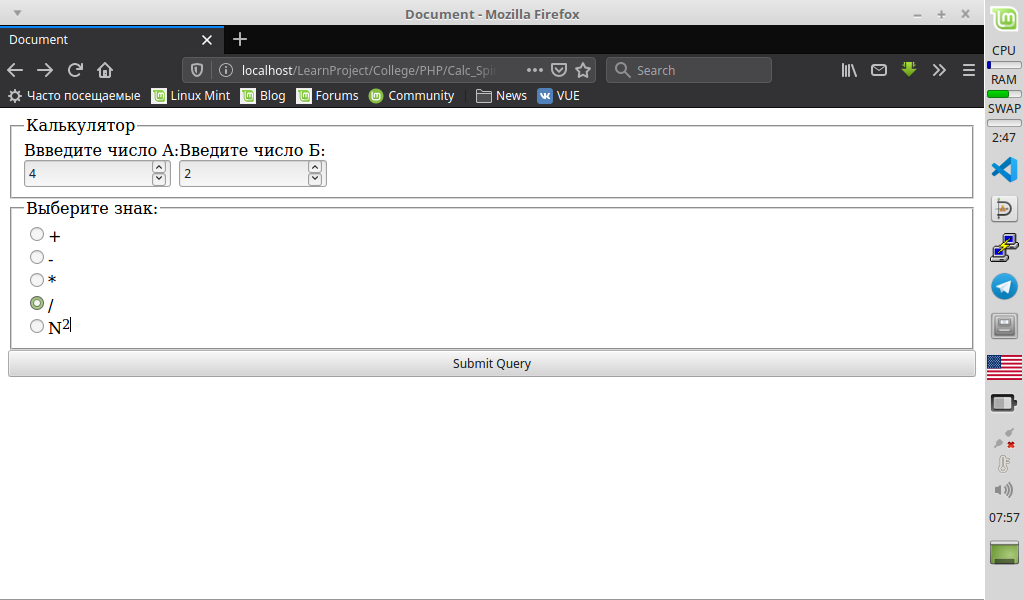 Document - Mozilla Firefox
Document
localhost/LearnProject/College/PHP/Calc_Spi
Search
Часто посещаемые
Linux Mint
Blog
Forums
Community
News
VUE
Калькулятор
Ввведите число А:Введите число Б:
4
2
Выберите знак:
+
-
*
/
N²
Submit Query
CPU
RAM
SWAP
2:47
07:57